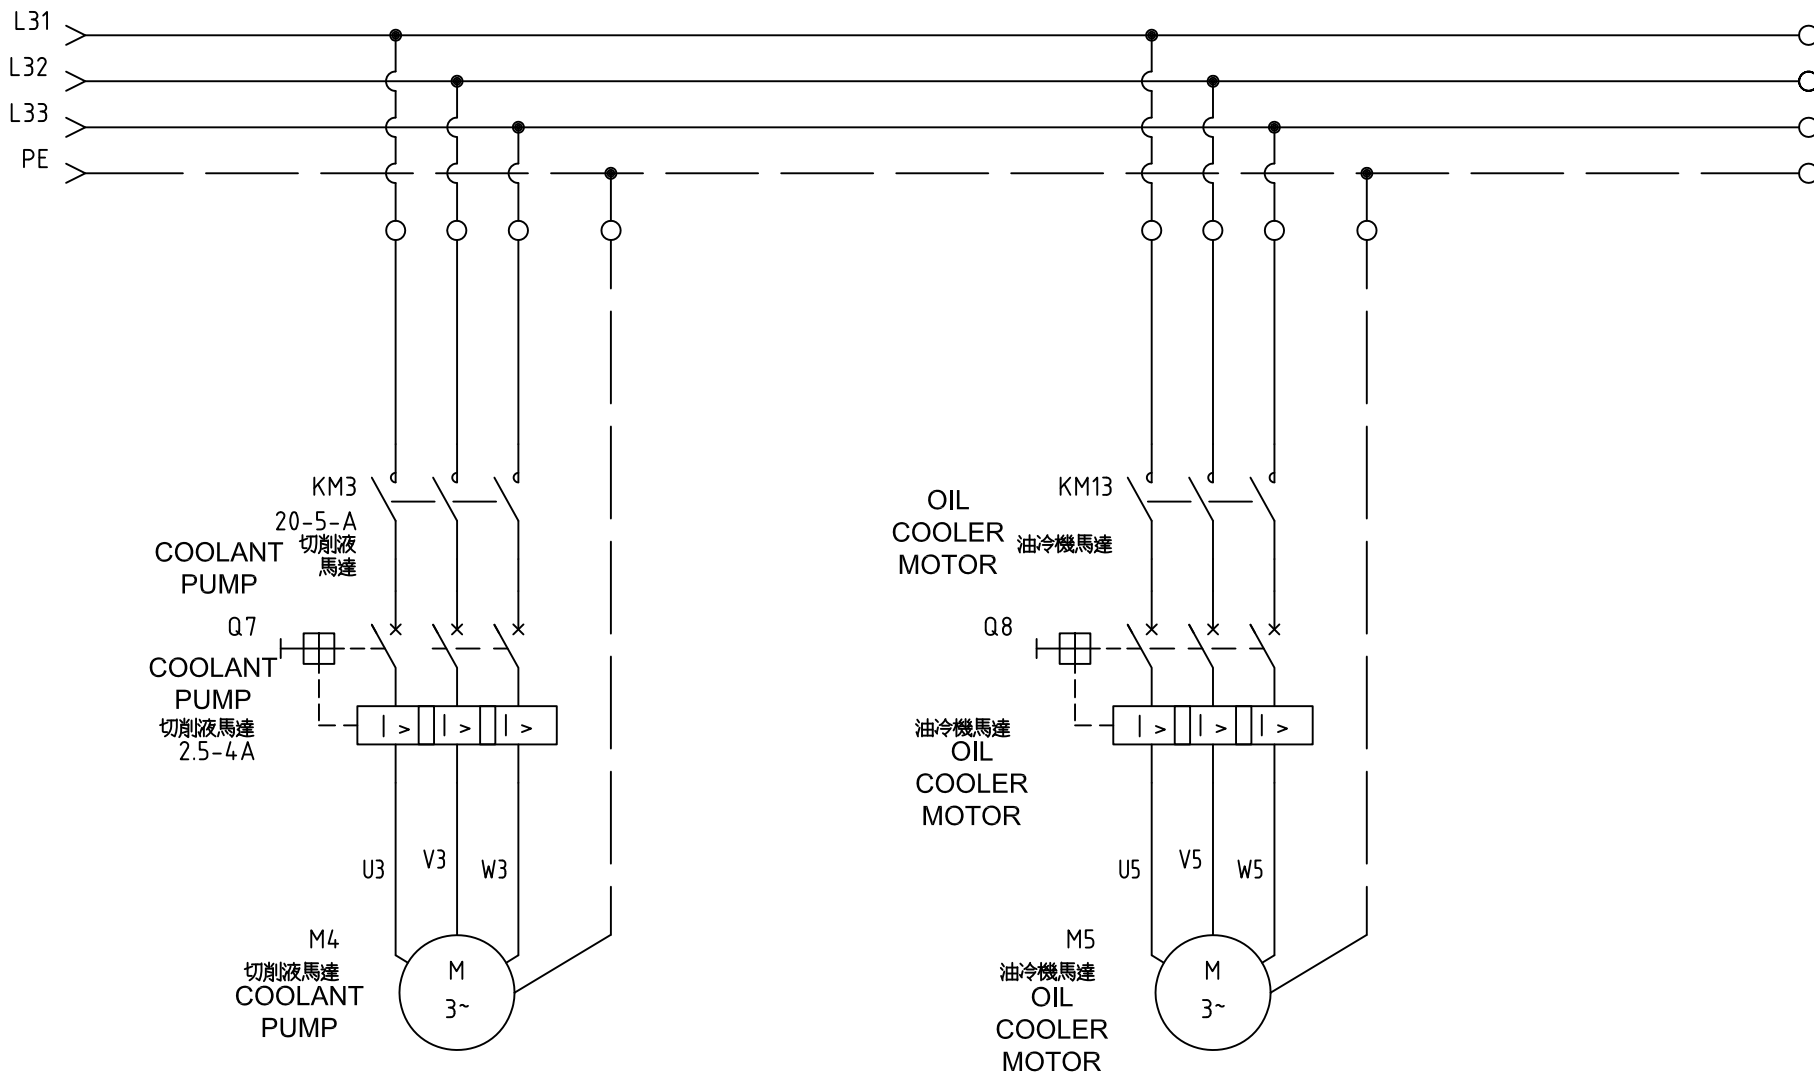 L31
L32
L33
PE
KM3
20-5-A
切削液
馬達
COOLANT
PUMP
Q7
COOLANT
PUMP
切削液馬達
2.5-4A
I >
I >
I >
U3
V3
W3
M4
切削液馬達
COOLANT
PUMP
M
3~
OIL
COOLER
MOTOR
KM13
油冷機馬達
Q8
油冷機馬達
OIL
COOLER
MOTOR
I >
I >
I >
U5
V5
W5
M5
油冷機馬達
OIL
COOLER
MOTOR
M
3~